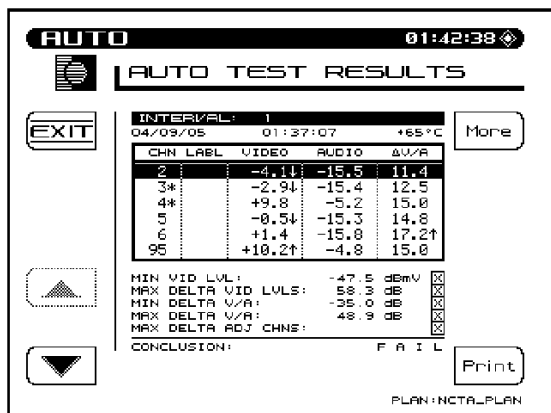 AUTO 01:42:38
AUTO TEST RESULTS
EXIT
More
INTERVAL: 1
04/09/05 01:37:07 +65°C
CHN LABL VIDEO AUDIO ΔV/A
2 -4.1↓ -15.5 11.4
3* -2.9↓ -15.4 12.5
4* +9.8 -5.2 15.0
5 -0.5↓ -15.3 14.8
6 +1.4 -15.8 17.2↑
95 +10.2↑ -4.8 15.0
MIN VID LVL: -47.5 dBmV X
MAX DELTA VID LVLS: 58.3 dB X
MIN DELTA V/A: -35.0 dB X
MAX DELTA V/A: 48.9 dB X
MAX DELTA ADJ CHNS: X
CONCLUSION: F A I L
Print
PLAN:NCTA_PLAN